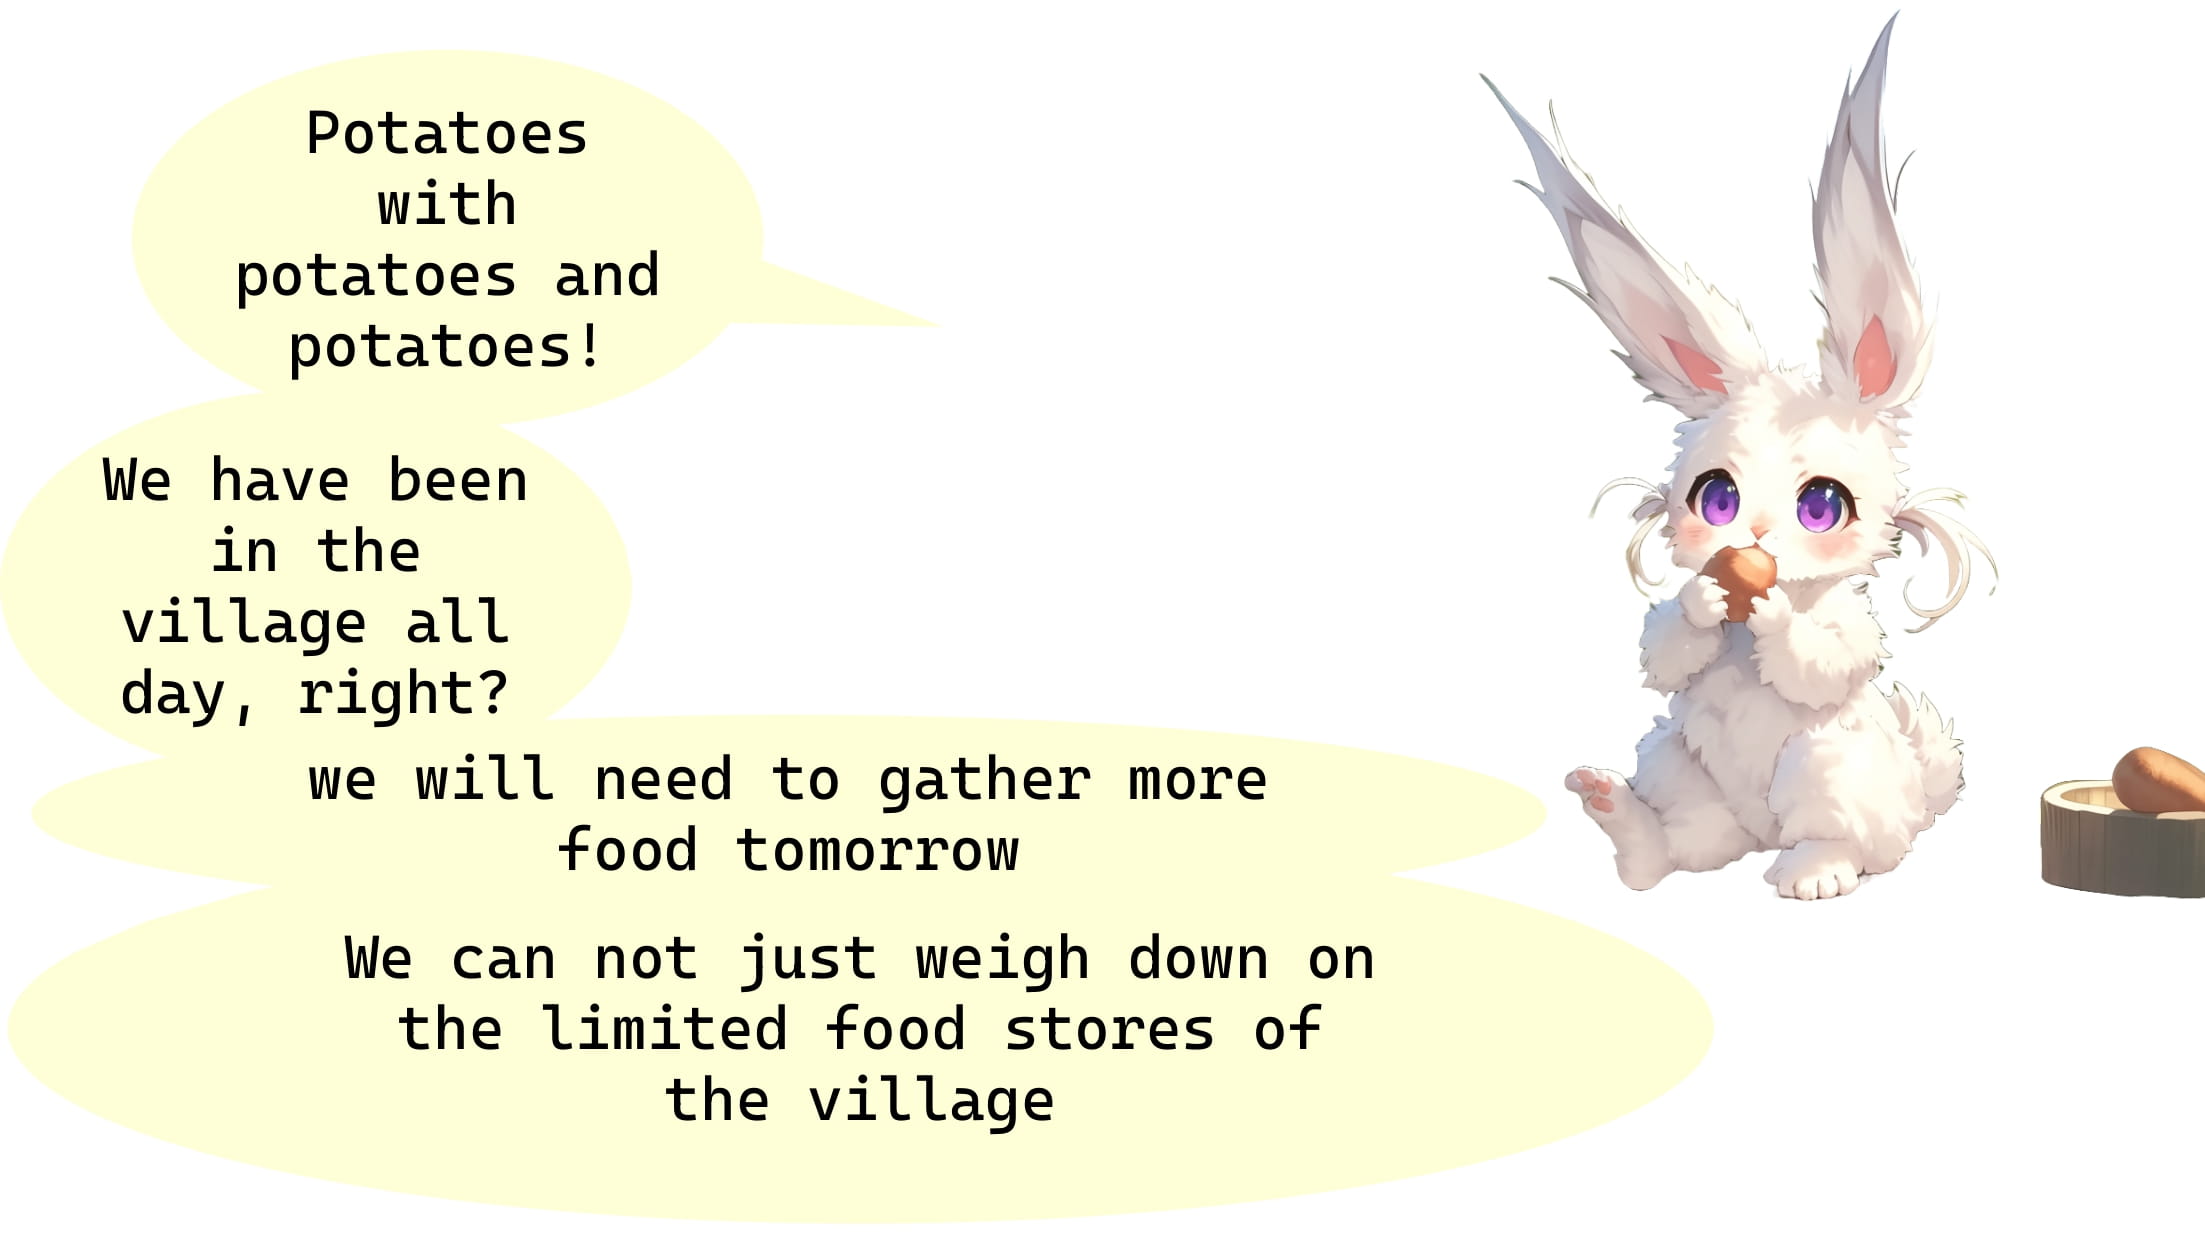 Potatoes
with
potatoes and
potatoes!
We have been
in the
village all
day, right?
we will need to gather more
food tomorrow
We can not just weigh down on
the limited food stores of
the village